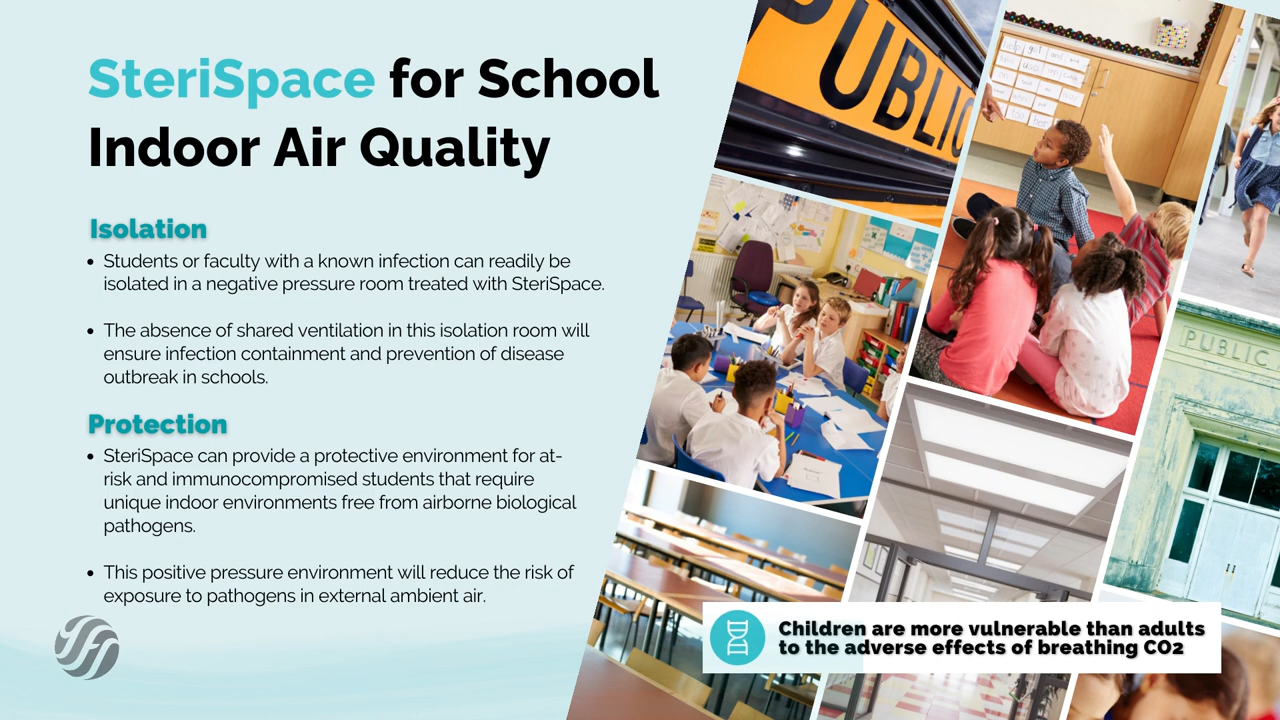 SteriSpace for School
Indoor Air Quality
Isolation
• Students or faculty with a known infection can readily be
isolated in a negative pressure room treated with SteriSpace.
• The absence of shared ventilation in this isolation room will
ensure infection containment and prevention of disease
outbreak in schools.
Protection
• SteriSpace can provide a protective environment for at-
risk and immunocompromised students that require
unique indoor environments free from airborne biological
pathogens.
• This positive pressure environment will reduce the risk of
exposure to pathogens in external ambient air.
PUBLIC
PUBLIC
Children are more vulnerable than adults
to the adverse effects of breathing CO2